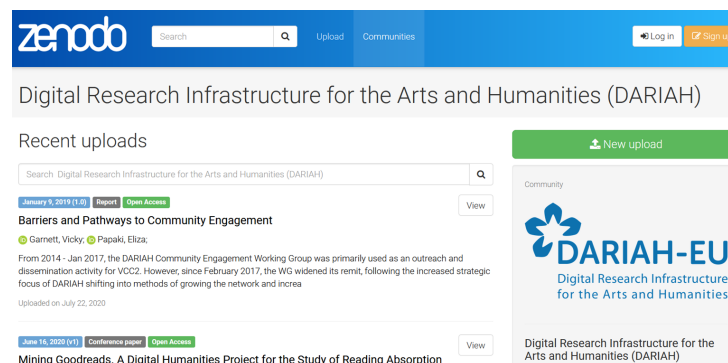 zenodo
Search
Upload
Communities
Log in
Sign u
Digital Research Infrastructure for the Arts and Humanities (DARIAH)
Recent uploads
New upload
Search Digital Research Infrastructure for the Arts and Humanities (DARIAH)
January 9, 2019 (1.0) Report Open Access
View
Barriers and Pathways to Community Engagement
Garnett, Vicky; Papaki, Eliza;
From 2014 - Jan 2017, the DARIAH Community Engagement Working Group was primarily used as an outreach and
dissemination activity for VCC2. However, since February 2017, the WG widened its remit, following the increased strategic
focus of DARIAH shifting into methods of growing the network and increa
Uploaded on July 22, 2020
June 16, 2020 (v1) Conference paper Open Access
View
Mining Goodreads. A Digital Humanities Project for the Study of Reading Absorption
Community
DARIAH-EU
Digital Research Infrastructure
for the Arts and Humanities
Digital Research Infrastructure for the
Arts and Humanities (DARIAH)